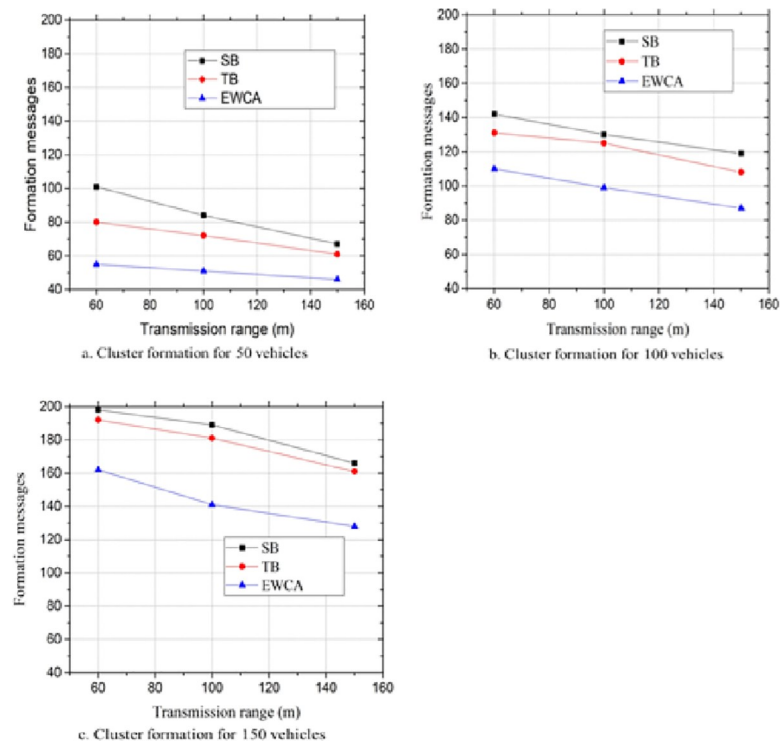 200
180
160
140
120
100
80
60
40
Formation messages
SB
TB
EWCA
60 80 100 120 140 160
Transmission range (m)
a. Cluster formation for 50 vehicles
200
180
160
140
120
100
80
60
40
Formation messages
SB
TB
EWCA
60 80 100 120 140 160
Transmission range (m)
b. Cluster formation for 100 vehicles
200
180
160
140
120
100
80
60
40
Formation messages
SB
TB
EWCA
60 80 100 120 140 160
Transmission range (m)
c. Cluster formation for 150 vehicles